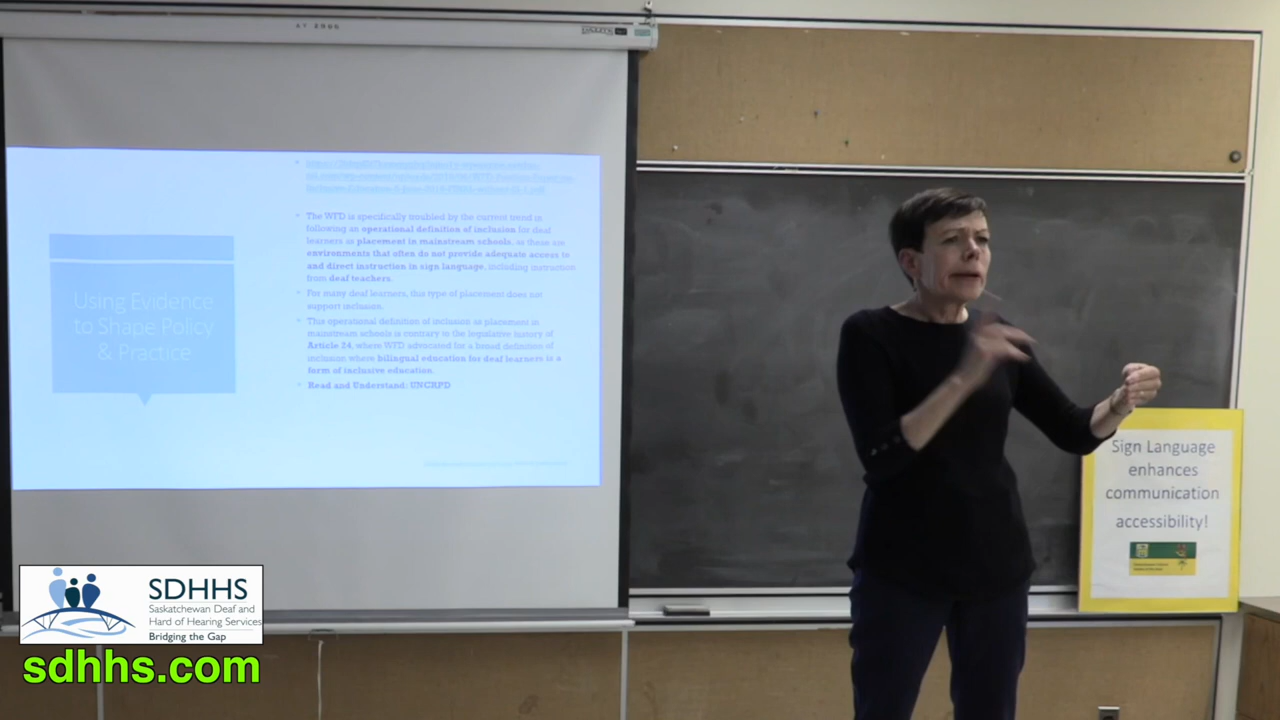 Using Evidence
to Shape Policy
& Practice
The WFD is specifically troubled by the current trend in
following an operational definition of inclusion for deaf
learners as placement in mainstream schools, as these are
environments that often do not provide adequate access to
and direct instruction in sign language, including instruction
from deaf teachers.
For many deaf learners, this type of placement does not
support inclusion.
This operational definition of inclusion as placement in
mainstream schools is contrary to the legislative history of
Article 24, where WFD advocated for a broad definition of
inclusion where bilingual education for deaf learners is a
form of inclusive education.
Read and Understand: UNCRPD
Sign Language
enhances
communication
accessibility!
SDHHS
Saskatchewan Deaf and
Hard of Hearing Services
Bridging the Gap
sdhhs.com